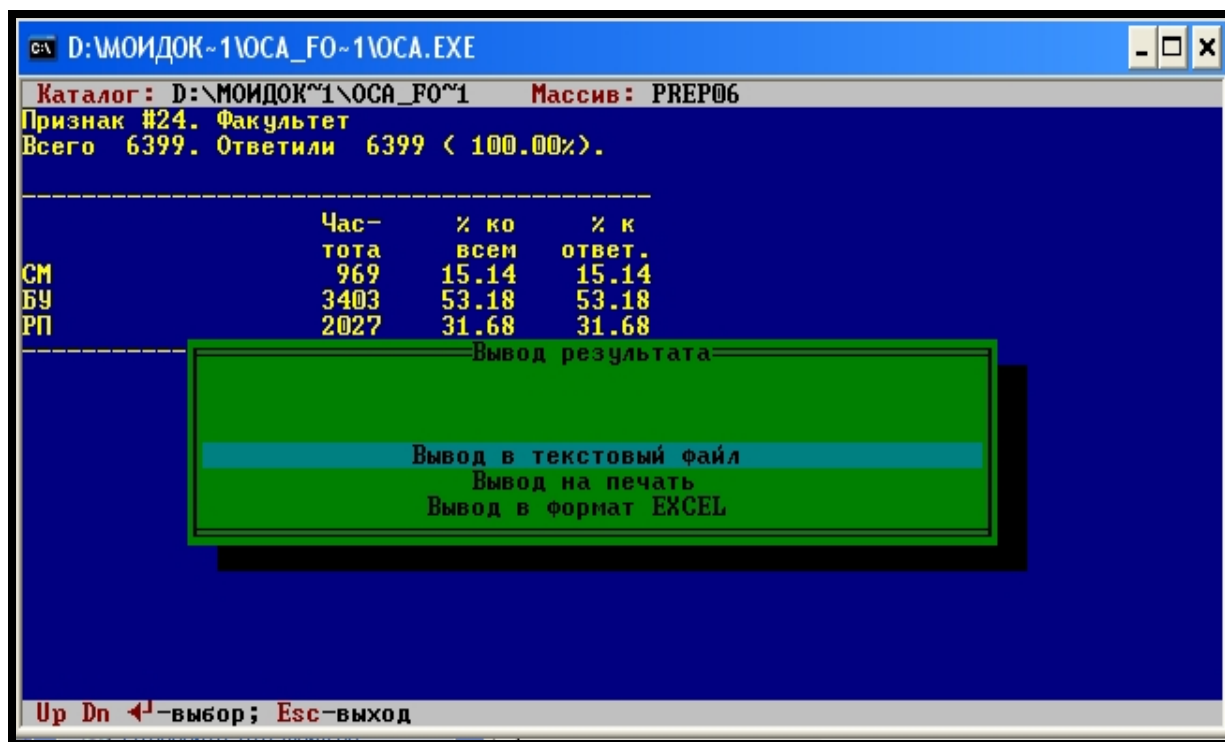 D:\МОИДОК~1\OCA_FO~1\OCA.EXE
Каталог: D:\МОИДОК~1\OCA_FO~1 Массив: PREP06
Признак #24. Факультет
Всего 6399. Ответили 6399 ( 100.00%).
Час- % ко % к
тота всем ответ.
СМ 969 15.14 15.14
БУ 3403 53.18 53.18
РП 2027 31.68 31.68
Вывод результата
Вывод в текстовый файл
Вывод на печать
Вывод в формат EXCEL
Up Dn ◄┘-выбор; Esc-выход